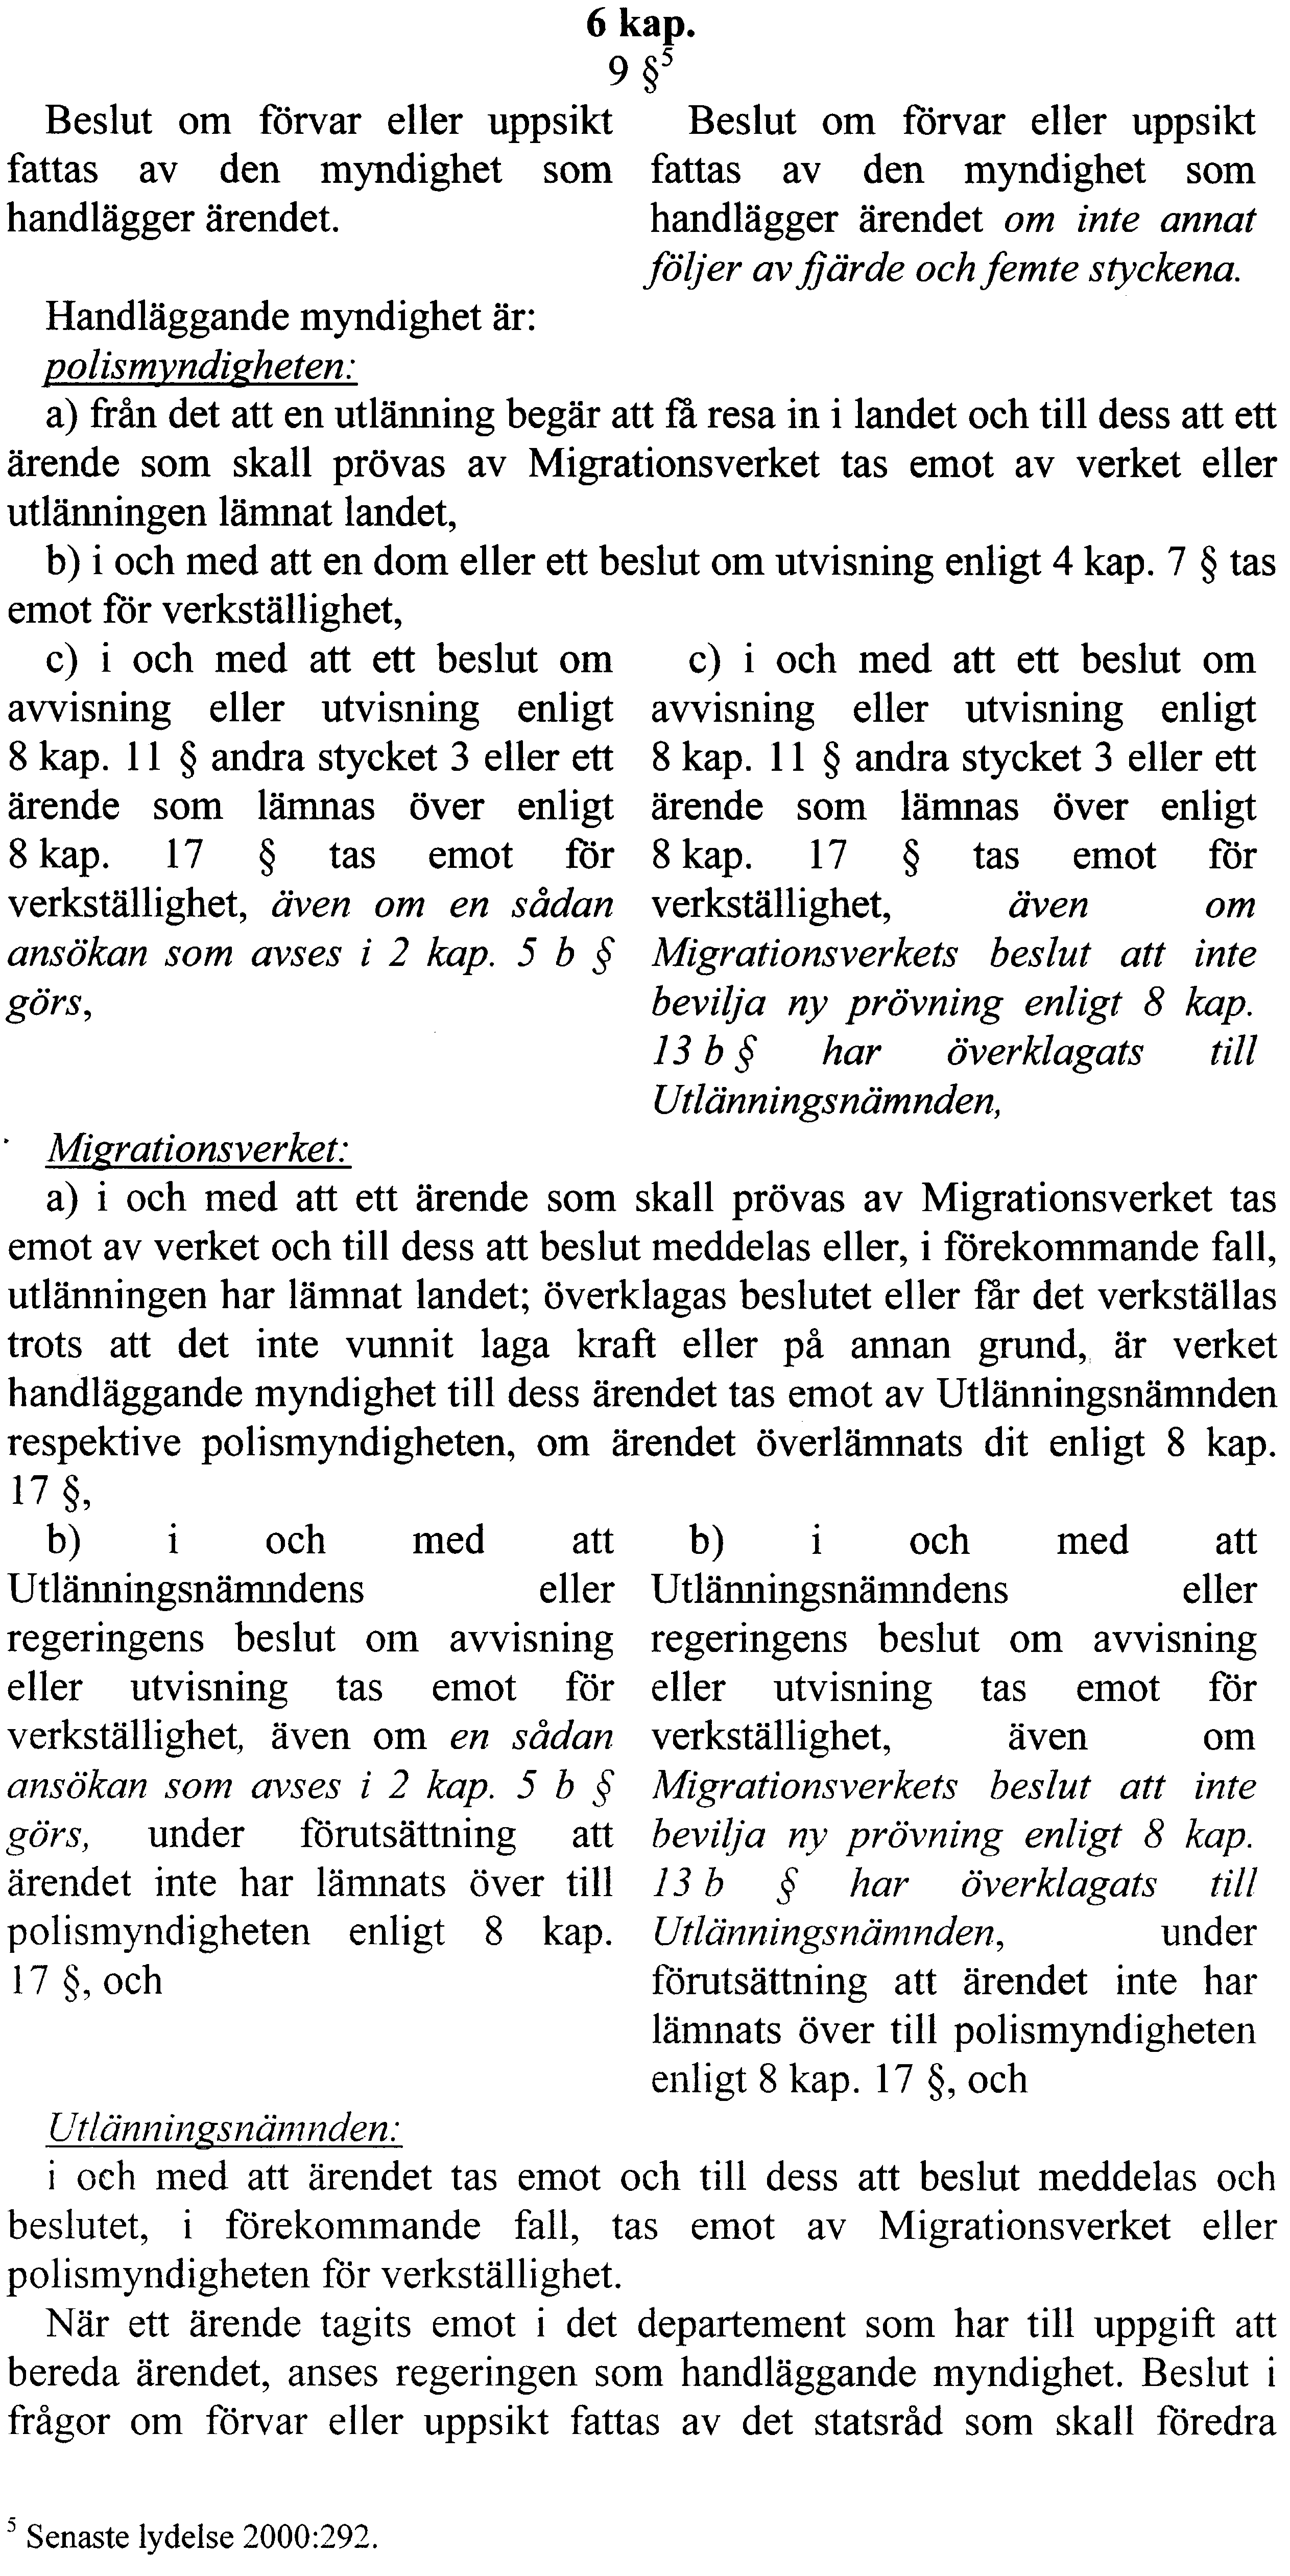 6 kap.
9 §5
Beslut om förvar eller uppsikt
fattas av den myndighet som
handlägger ärendet.
Beslut om förvar eller uppsikt
fattas av den myndighet som
handlägger ärendet om inte annat
följer av fjärde och femte styckena.
Handläggande myndighet är:
polismyndigheten:
a) från det att en utlänning begär att få resa in i landet och till dess att ett
ärende som skall prövas av Migrationsverket tas emot av verket eller
utlänningen lämnat landet,
b) i och med att en dom eller ett beslut om utvisning enligt 4 kap. 7 § tas
emot för verkställighet,
c) i och med att ett beslut om
avvisning eller utvisning enligt
8 kap. 11 § andra stycket 3 eller ett
ärende som lämnas över enligt
8 kap. 17 § tas emot för
verkställighet, även om en sådan
ansökan som avses i 2 kap. 5 b §
görs,
c) i och med att ett beslut om
avvisning eller utvisning enligt
8 kap. 11 § andra stycket 3 eller ett
ärende som lämnas över enligt
8 kap. 17 § tas emot för
verkställighet, även om
Migrationsverkets beslut att inte
bevilja ny prövning enligt 8 kap.
13 b § har överklagats till
Utlänningsnämnden,
Migrationsverket:
a) i och med att ett ärende som skall prövas av Migrationsverket tas
emot av verket och till dess att beslut meddelas eller, i förekommande fall,
utlänningen har lämnat landet; överklagas beslutet eller får det verkställas
trots att det inte vunnit laga kraft eller på annan grund, är verket
handläggande myndighet till dess ärendet tas emot av Utlänningsnämnden
respektive polismyndigheten, om ärendet överlämnats dit enligt 8 kap.
17 §,
b) i och med att
Utlänningsnämndens eller
regeringens beslut om avvisning
eller utvisning tas emot för
verkställighet, även om en sådan
ansökan som avses i 2 kap. 5 b §
görs, under förutsättning att
ärendet inte har lämnats över till
polismyndigheten enligt 8 kap.
17 §, och
b) i och med att
Utlänningsnämndens eller
regeringens beslut om avvisning
eller utvisning tas emot för
verkställighet, även om
Migrationsverkets beslut att inte
bevilja ny prövning enligt 8 kap.
13 b § har överklagats till
Utlänningsnämnden, under
förutsättning att ärendet inte har
lämnats över till polismyndigheten
enligt 8 kap. 17 §, och
Utlänningsnämnden:
i och med att ärendet tas emot och till dess att beslut meddelas och
beslutet, i förekommande fall, tas emot av Migrationsverket eller
polismyndigheten för verkställighet.
När ett ärende tagits emot i det departement som har till uppgift att
bereda ärendet, anses regeringen som handläggande myndighet. Beslut i
frågor om förvar eller uppsikt fattas av det statsråd som skall föredra
5 Senaste lydelse 2000:292.